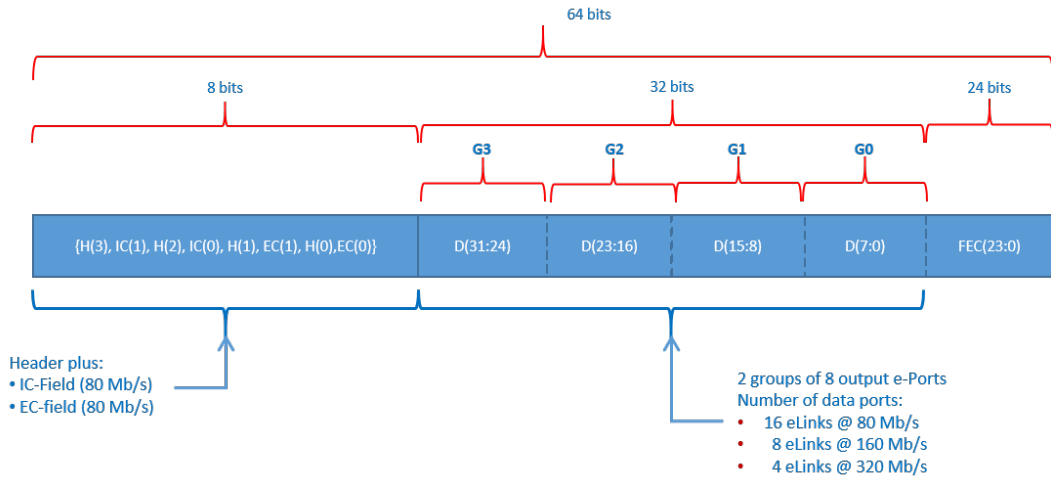 64 bits
8 bits
32 bits
24 bits
G3
G2
G1
G0
{H(3), IC(1), H(2), IC(0), H(1), EC(1), H(0),EC(0)}
D(31:24)
D(23:16)
D(15:8)
D(7:0)
FEC(23:0)
Header plus:
• IC-Field (80 Mb/s)
• EC-field (80 Mb/s)
2 groups of 8 output e-Ports
Number of data ports:
• 16 eLinks @ 80 Mb/s
• 8 eLinks @ 160 Mb/s
• 4 eLinks @ 320 Mb/s